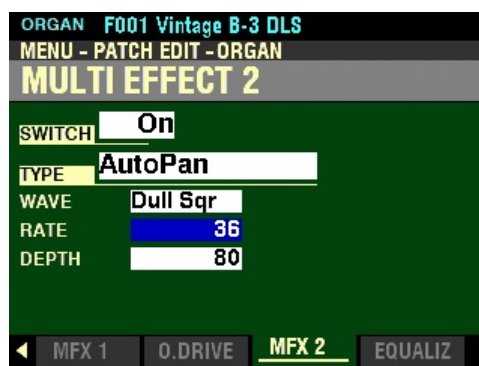 ORGAN F001 Vintage B-3 DLS
MENU - PATCH EDIT - ORGAN
MULTI EFFECT 2
SWITCH On
TYPE AutoPan
WAVE Dull Sqr
RATE 36
DEPTH 80
MFX 1 O.DRIVE MFX 2 EQUALIZ